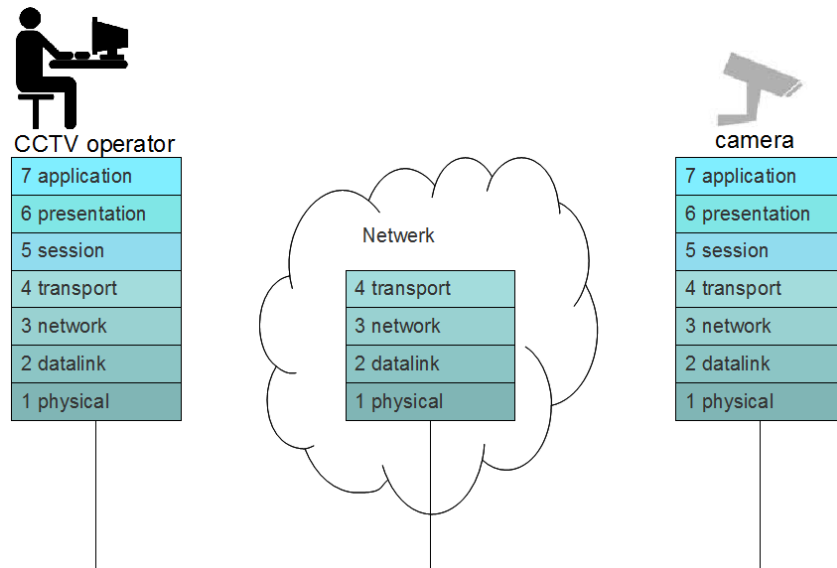 CCTV operator
7 application
6 presentation
5 session
4 transport
3 network
2 datalink
1 physical
Netwerk
4 transport
3 network
2 datalink
1 physical
camera
7 application
6 presentation
5 session
4 transport
3 network
2 datalink
1 physical